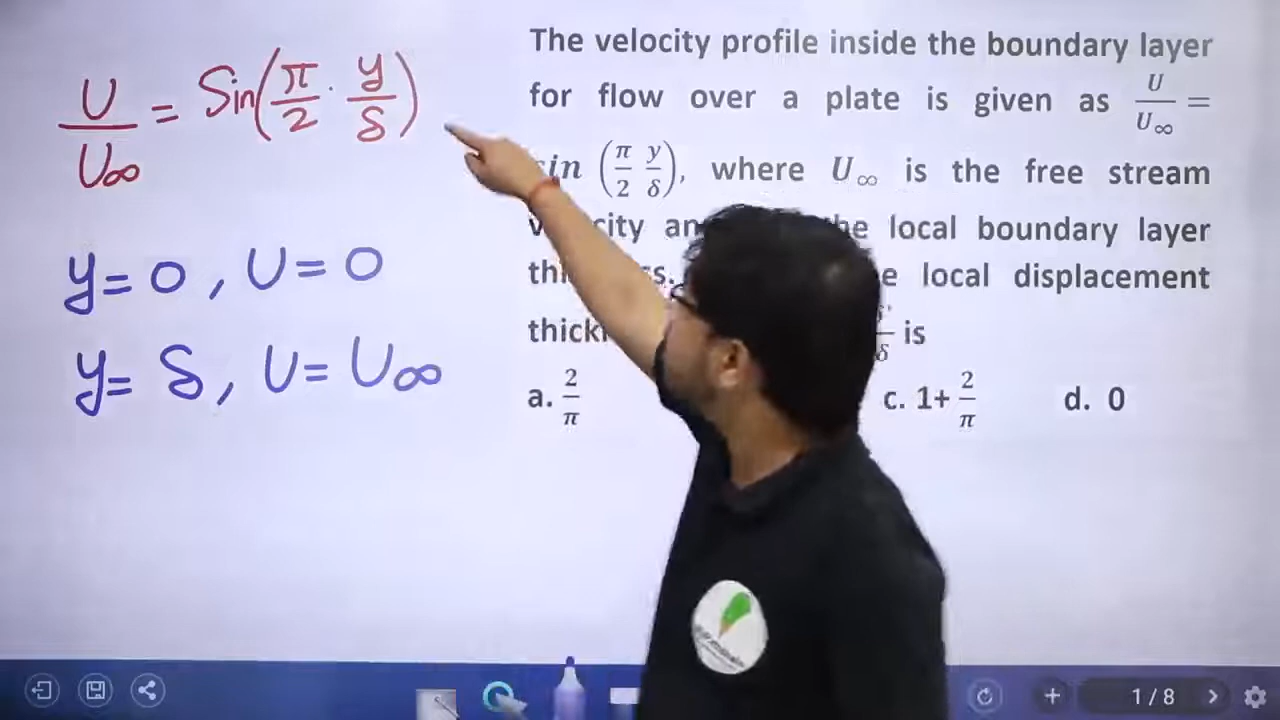 U/U∞ = Sin(π/2 · y/δ)
y= 0 , U= 0
y= δ , U= U∞
The velocity profile inside the boundary layer
for flow over a plate is given as U/U∞ =
(π/2 y/δ), where U∞ is the free stream
local boundary layer
local displacement
is
a. 2/π
c. 1+ 2/π d. 0
1 / 8